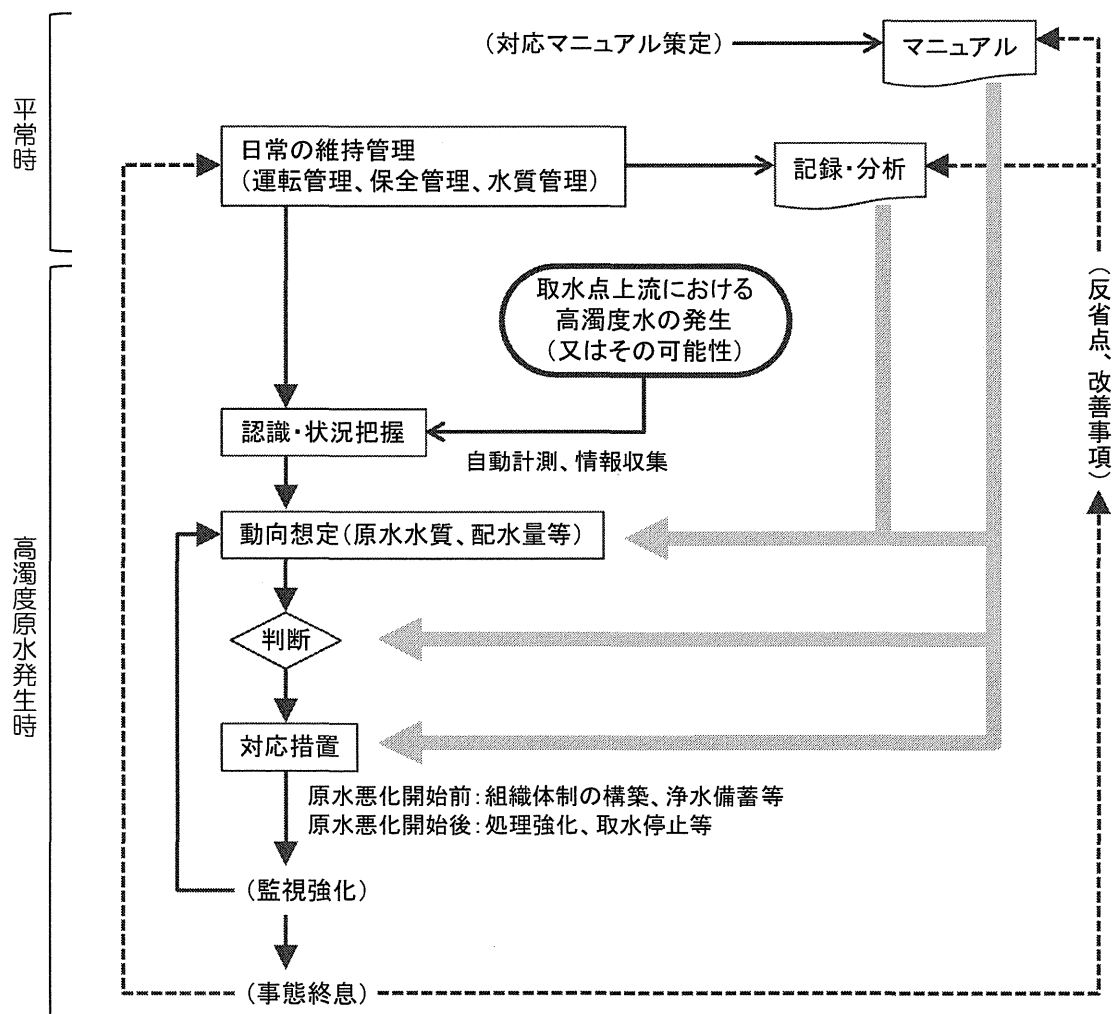 平常時
(対応マニュアル策定)
マニュアル
日常の維持管理
(運転管理、保全管理、水質管理)
記録・分析
取水点上流における
高濁度水の発生
(又はその可能性)
(反省点、改善事項)
高濁度原水発生時
認識・状況把握
自動計測、情報収集
動向想定(原水水質、配水量等)
判断
対応措置
原水悪化開始前:組織体制の構築、浄水備蓄等
原水悪化開始後:処理強化、取水停止等
(監視強化)
(事態終息)